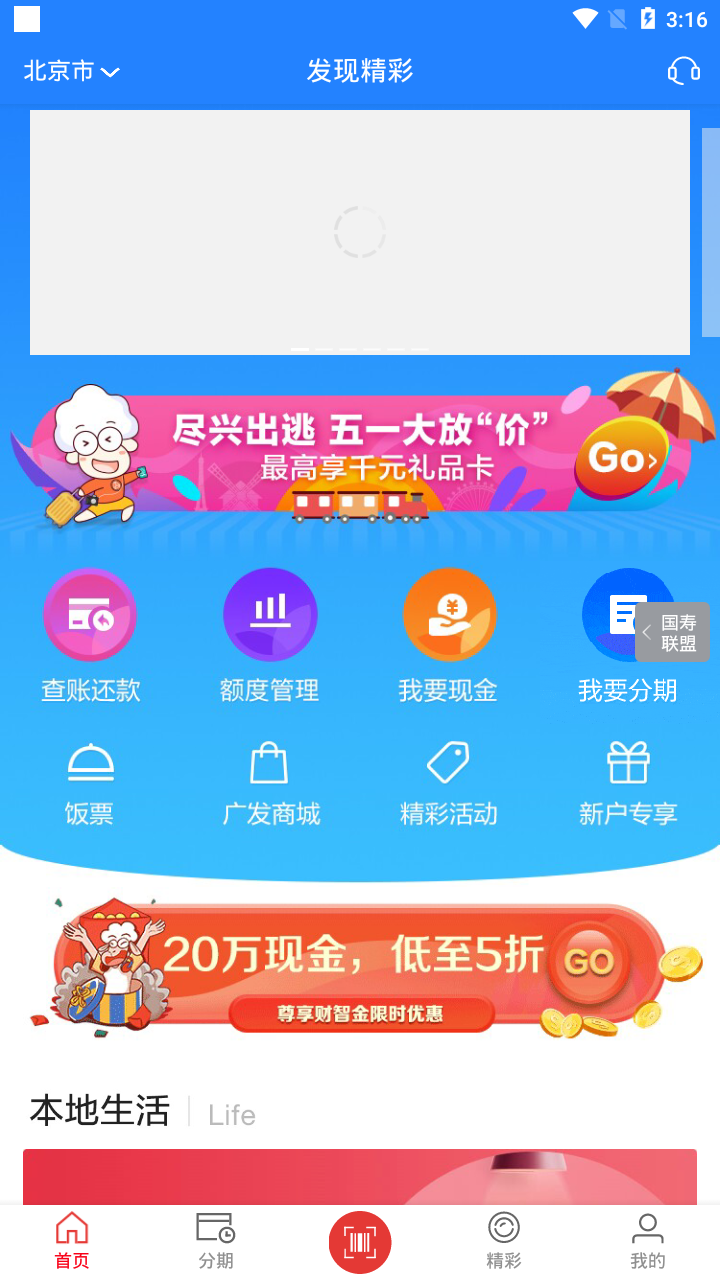 3:16
北京市
发现精彩
尽兴出逃 五一大放“价”
最高享千元礼品卡
Go
查账还款
额度管理
我要现金
我要分期
国寿
联盟
饭票
广发商城
精彩活动
新户专享
20万现金，低至5折
GO
尊享财智金限时优惠
本地生活
Life
首页
分期
精彩
我的